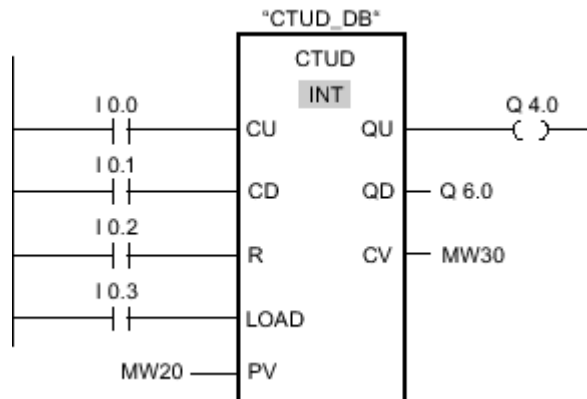 "CTUD_DB"
CTUD
INT
I 0.0
CU
QU
Q 4.0
I 0.1
CD
QD
Q 6.0
I 0.2
R
CV
MW30
I 0.3
LOAD
MW20
PV